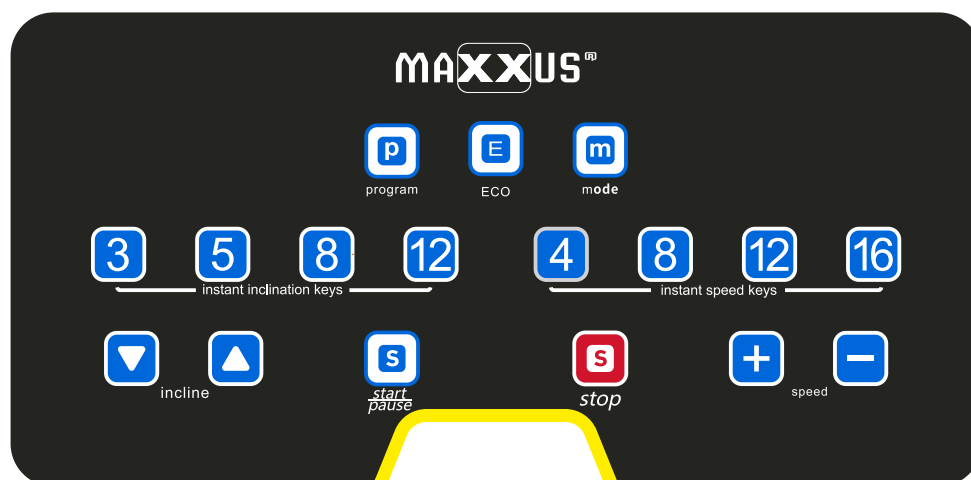 MAXXUS®
p E m
program ECO mode
3 5 8 12 4 8 12 16
instant inclination keys instant speed keys
S S + −
incline start speed
pause stop